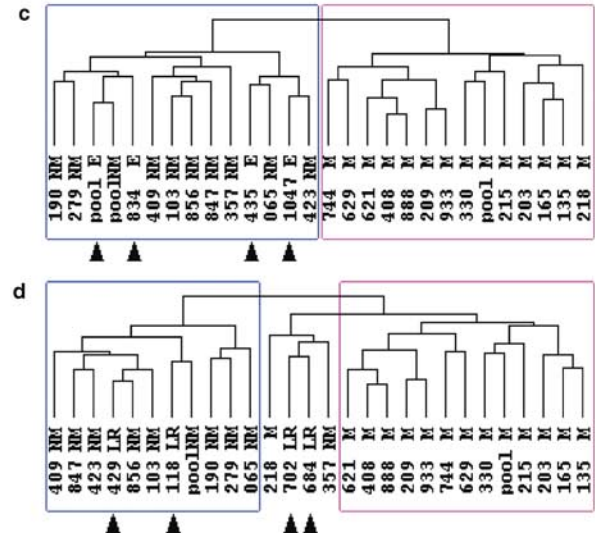 c
190 NM
279 NM
pool E
poolNM
834 E
409 NM
103 NM
856 NM
847 NM
357 NM
435 E
065 NM
1047 E
423 NM
744 M
629 M
621 M
408 M
888 M
209 M
933 M
330 M
pool M
215 M
203 M
165 M
135 M
218 M
d
409 NM
847 NM
423 NM
429 LR
856 NM
103 NM
118 LR
poolNM
190 NM
279 NM
065 NM
218 M
702 LR
684 LR
357 NM
621 M
408 M
888 M
209 M
933 M
744 M
629 M
330 M
pool M
215 M
203 M
165 M
135 M